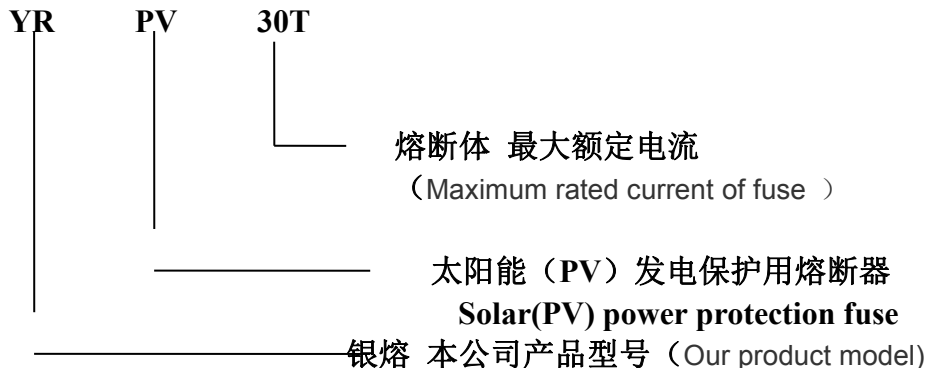 YR PV 30T
熔断体 最大额定电流
（Maximum rated current of fuse ）
太阳能（PV）发电保护用熔断器
Solar(PV) power protection fuse
银熔 本公司产品型号（Our product model)